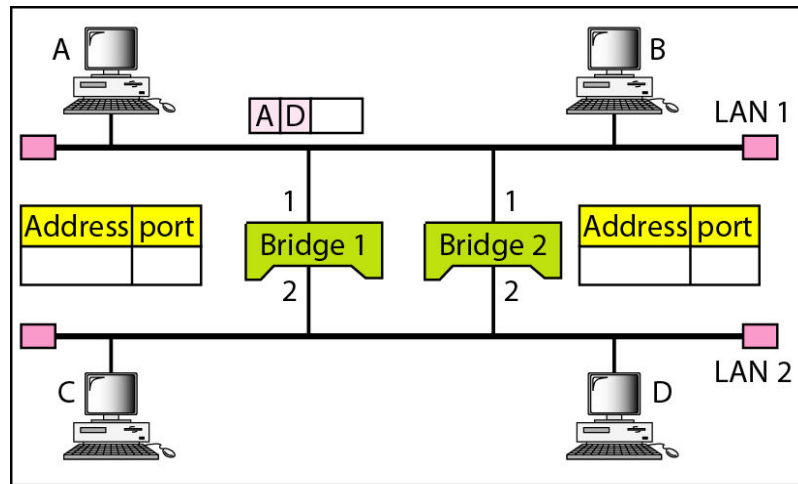 A
B
A D
LAN 1
1
1
Address port
Bridge 1
Bridge 2
Address port
2
2
LAN 2
C
D